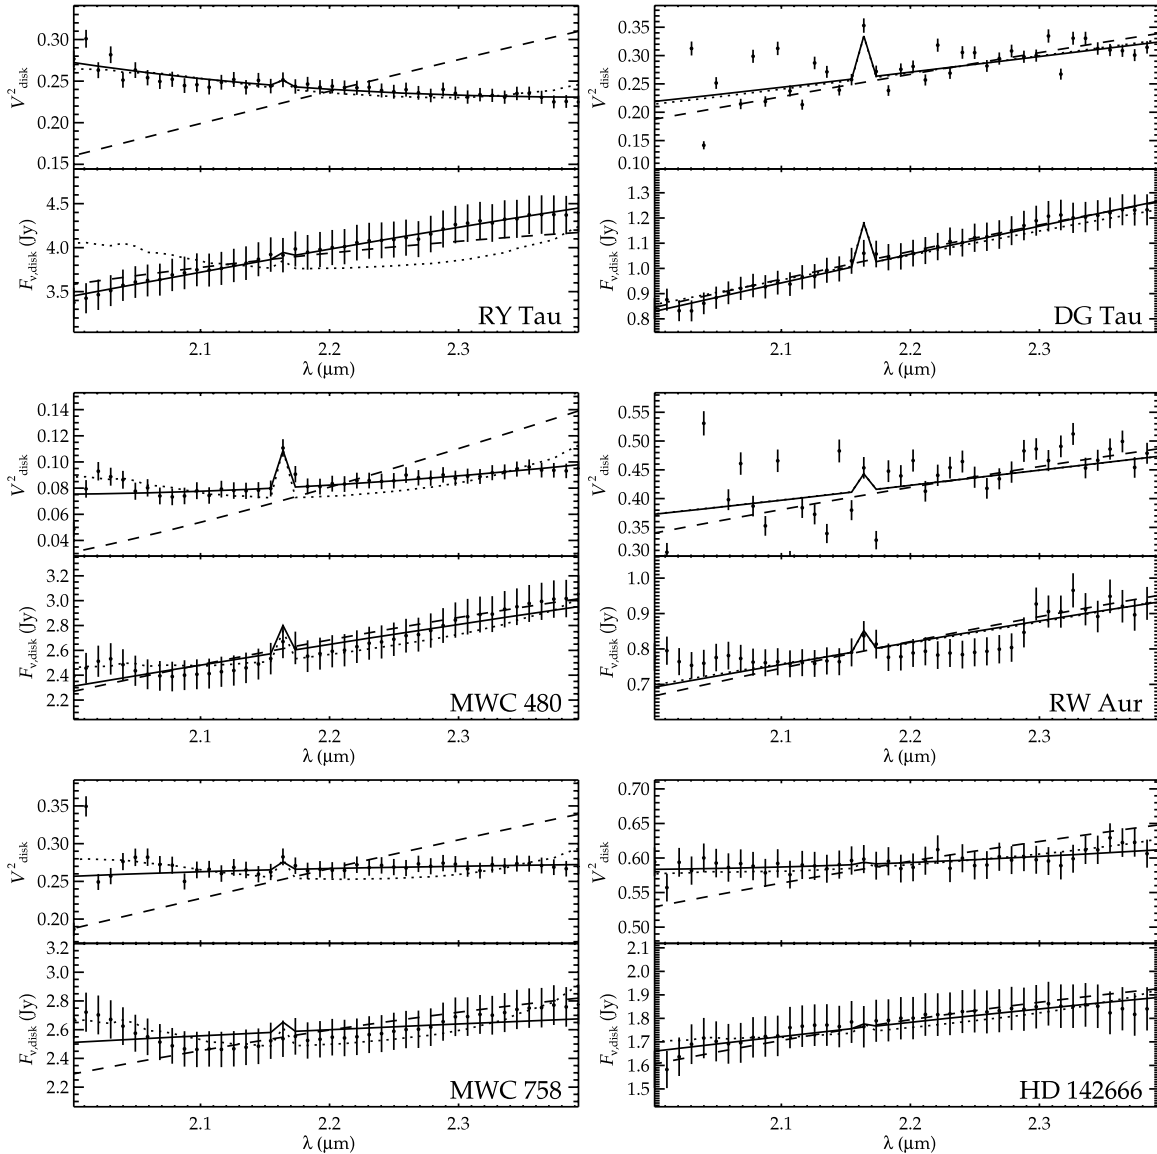 0.30
0.25
0.20
0.15
V²disk
4.5
4.0
3.5
Fν,disk (Jy)
RY Tau
2.1 2.2 2.3
λ (μm)
0.35
0.30
0.25
0.20
0.15
0.10
V²disk
1.3
1.2
1.1
1.0
0.9
0.8
Fν,disk (Jy)
DG Tau
2.1 2.2 2.3
λ (μm)
0.14
0.12
0.10
0.08
0.06
0.04
V²disk
3.2
3.0
2.8
2.6
2.4
2.2
Fν,disk (Jy)
MWC 480
2.1 2.2 2.3
λ (μm)
0.55
0.50
0.45
0.40
0.35
0.30
V²disk
1.0
0.9
0.8
0.7
Fν,disk (Jy)
RW Aur
2.1 2.2 2.3
λ (μm)
0.35
0.30
0.25
0.20
V²disk
3.2
3.0
2.8
2.6
2.4
2.2
Fν,disk (Jy)
MWC 758
2.1 2.2 2.3
λ (μm)
0.70
0.65
0.60
0.55
0.50
V²disk
2.1
2.0
1.9
1.8
1.7
1.6
1.5
Fν,disk (Jy)
HD 142666
2.1 2.2 2.3
λ (μm)